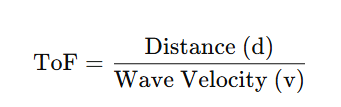 ToF = Distance (d) / Wave Velocity (v)